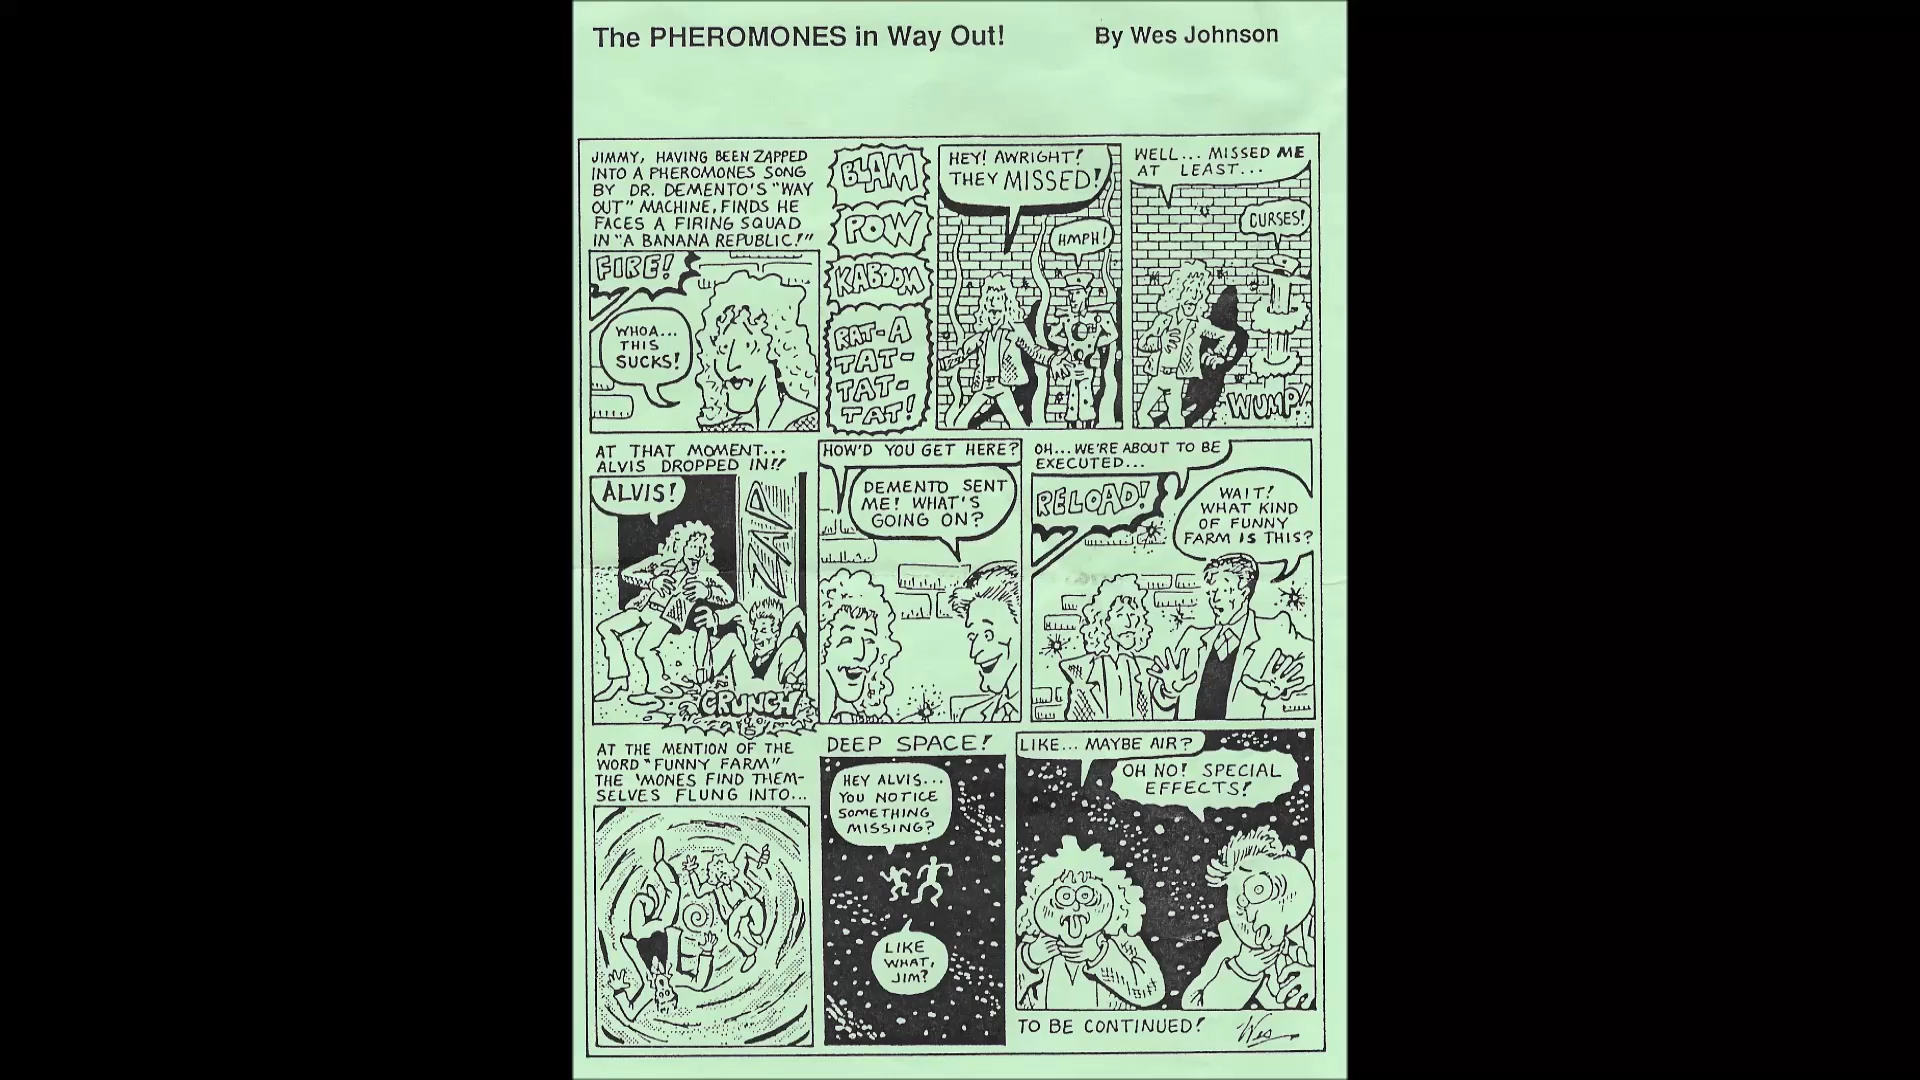 The PHEROMONES in Way Out!
By Wes Johnson
JIMMY, HAVING BEEN ZAPPED
INTO A PHEROMONES SONG
BY DR. DEMENTO'S "WAY
OUT" MACHINE, FINDS HE
FACES A FIRING SQUAD
IN "A BANANA REPUBLIC!"
FIRE!
WHOA...
THIS
SUCKS!
BLAM
POW
KABOOM
RAT-A
TAT-
TAT-
TAT!
HEY! AWRIGHT!
THEY MISSED!
HMPH!
WELL... MISSED ME
AT LEAST...
CURSES!
WUMP!
AT THAT MOMENT...
ALVIS DROPPED IN!!
ALVIS!
ZAP
CRUNCH
HOW'D YOU GET HERE?
DEMENTO SENT
ME! WHAT'S
GOING ON?
OH... WE'RE ABOUT TO BE
EXECUTED...
RELOAD!
WAIT!
WHAT KIND
OF FUNNY
FARM IS THIS?
AT THE MENTION OF THE
WORD "FUNNY FARM"
THE 'MONES FIND THEM-
SELVES FLUNG INTO...
DEEP SPACE!
HEY ALVIS...
YOU NOTICE
SOMETHING
MISSING?
LIKE
WHAT,
JIM?
LIKE... MAYBE AIR?
OH NO! SPECIAL
EFFECTS!
TO BE CONTINUED!
Wes